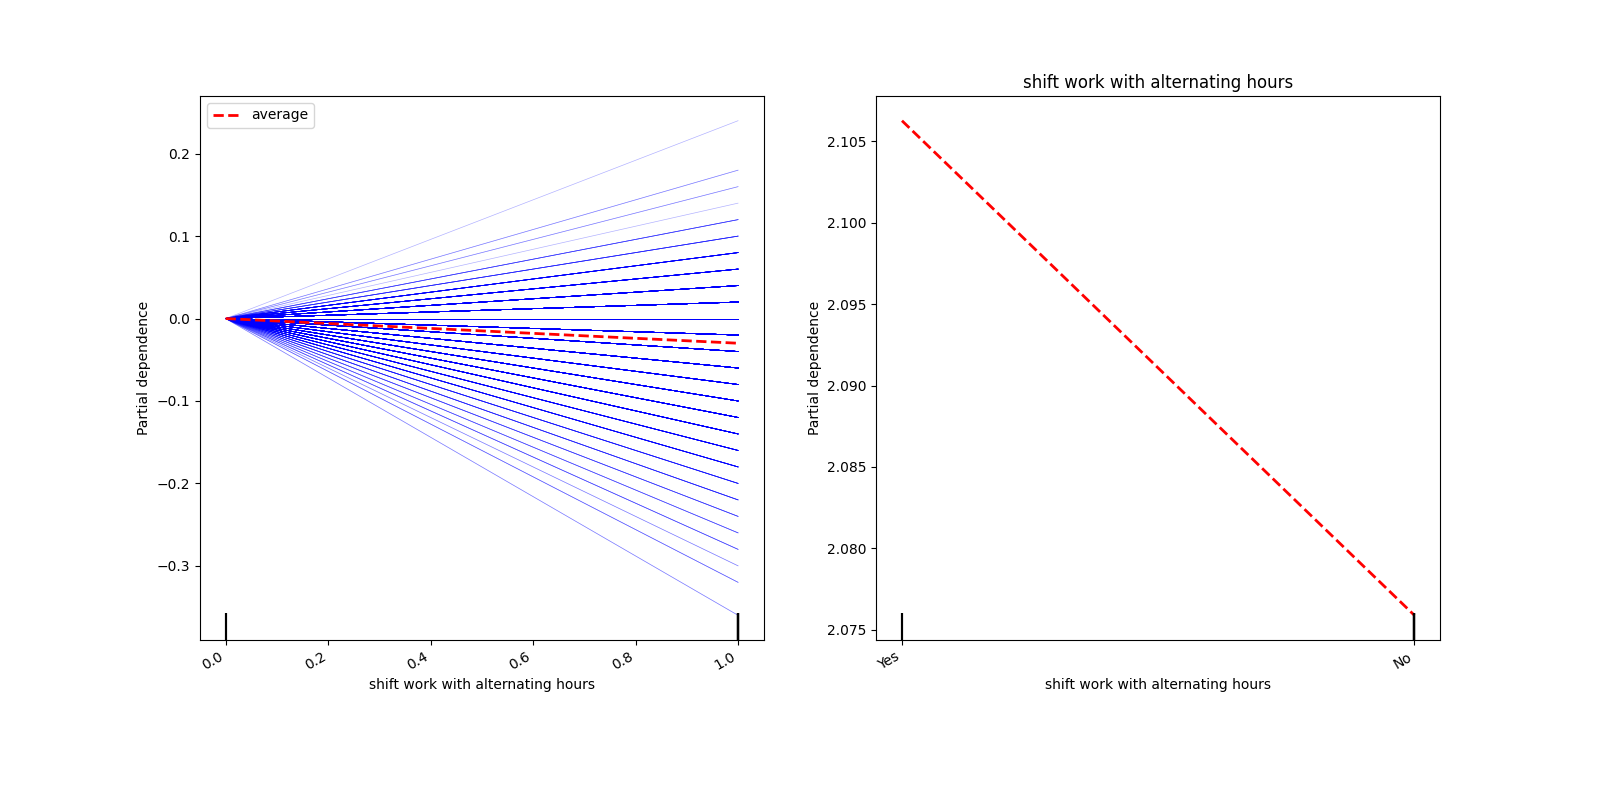 average
0.2
0.1
0.0
−0.1
−0.2
−0.3
Partial dependence
0.0
0.2
0.4
0.6
0.8
1.0
shift work with alternating hours
shift work with alternating hours
2.105
2.100
2.095
2.090
2.085
2.080
2.075
Partial dependence
Yes
No
shift work with alternating hours